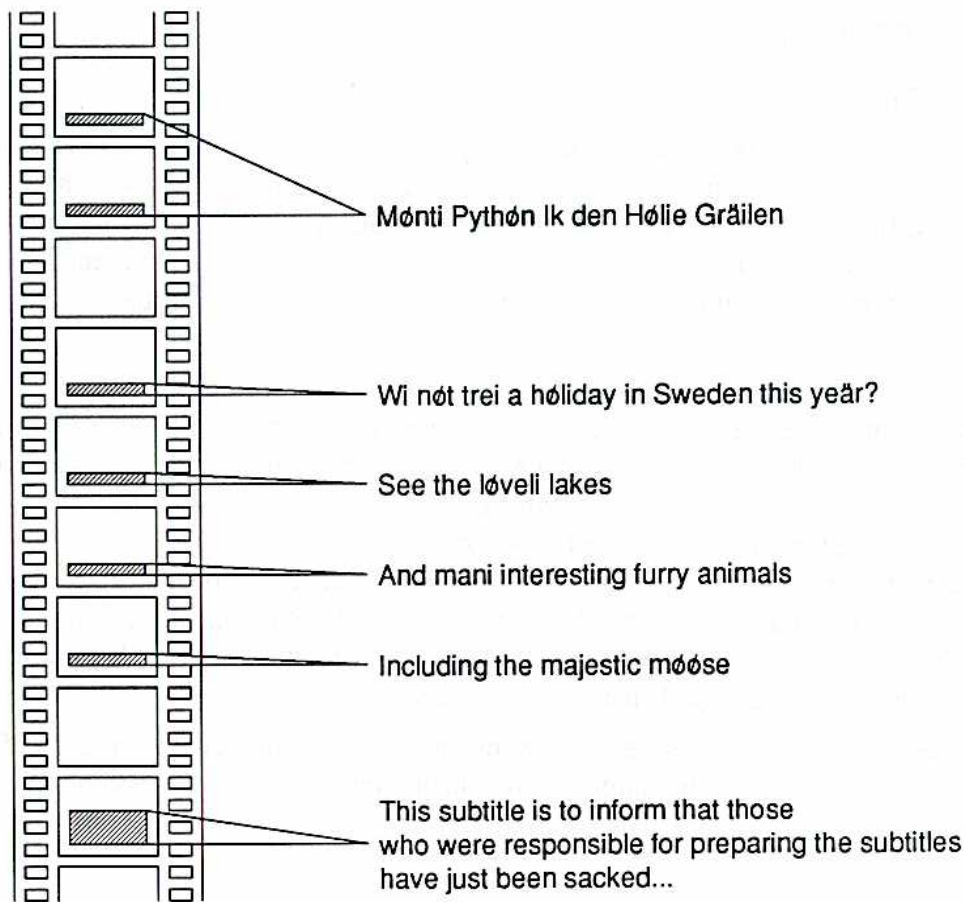 Mønti Pythøn Ik den Hølie Gräilen
Wi nøt trei a høliday in Sweden this yeär?
See the løveli lakes
And mani interesting furry animals
Including the majestic møøse
This subtitle is to inform that those
who were responsible for preparing the subtitles
have just been sacked...